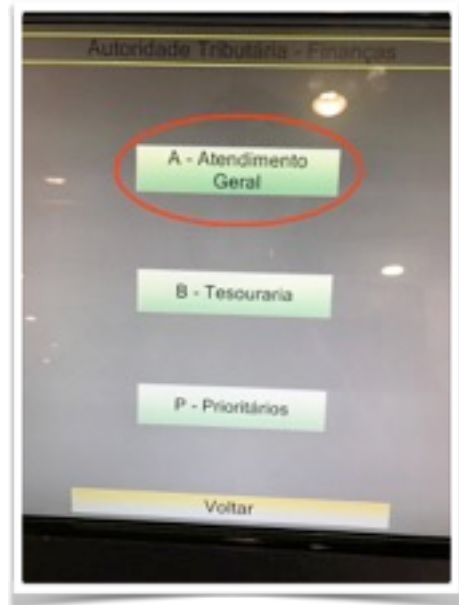 Autoridade Tributária - Finanças
A - Atendimento
Geral
B - Tesouraria
P - Prioritários
Voltar